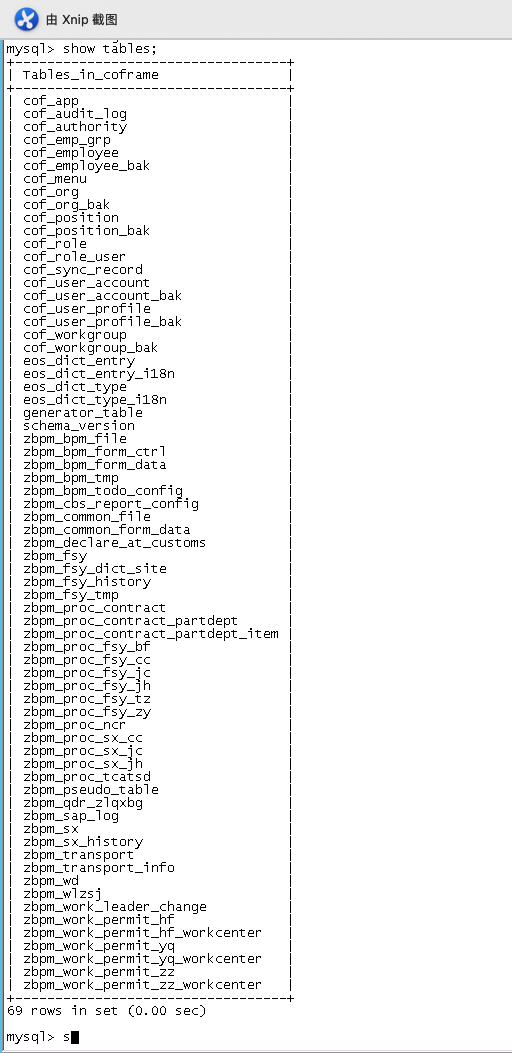 由 Xnip 截图
mysql> show tables;
+---------------------------------+
| Tables_in_coframe               |
+---------------------------------+
| cof_app                         |
| cof_audit_log                   |
| cof_authority                   |
| cof_emp_grp                     |
| cof_employee                    |
| cof_employee_bak                |
| cof_menu                        |
| cof_org                         |
| cof_org_bak                     |
| cof_position                    |
| cof_position_bak                |
| cof_role                        |
| cof_role_user                   |
| cof_sync_record                 |
| cof_user_account                |
| cof_user_account_bak            |
| cof_user_profile                |
| cof_user_profile_bak            |
| cof_workgroup                   |
| cof_workgroup_bak               |
| eos_dict_entry                  |
| eos_dict_entry_i18n             |
| eos_dict_type                   |
| eos_dict_type_i18n              |
| generator_table                 |
| schema_version                  |
| zbpm_bpm_file                   |
| zbpm_bpm_form_ctrl              |
| zbpm_bpm_form_data              |
| zbpm_bpm_tmp                    |
| zbpm_bpm_todo_config            |
| zbpm_cbs_report_config          |
| zbpm_common_file                |
| zbpm_common_form_data           |
| zbpm_declare_at_customs         |
| zbpm_fsy                        |
| zbpm_fsy_dict_site              |
| zbpm_fsy_history                |
| zbpm_fsy_tmp                    |
| zbpm_proc_contract              |
| zbpm_proc_contract_partdept     |
| zbpm_proc_contract_partdept_item |
| zbpm_proc_fsy_bf                |
| zbpm_proc_fsy_cc                |
| zbpm_proc_fsy_jc                |
| zbpm_proc_fsy_jh                |
| zbpm_proc_fsy_tz                |
| zbpm_proc_fsy_zy                |
| zbpm_proc_ncr                   |
| zbpm_proc_sx_cc                 |
| zbpm_proc_sx_jc                 |
| zbpm_proc_sx_jh                 |
| zbpm_proc_tcatsd                |
| zbpm_pseudo_table               |
| zbpm_qdr_zlqxbg                 |
| zbpm_sap_log                    |
| zbpm_sx                         |
| zbpm_sx_history                 |
| zbpm_transport                  |
| zbpm_transport_info             |
| zbpm_wd                         |
| zbpm_wlzsj                      |
| zbpm_work_leader_change         |
| zbpm_work_permit_hf             |
| zbpm_work_permit_hf_workcenter  |
| zbpm_work_permit_yq             |
| zbpm_work_permit_yq_workcenter  |
| zbpm_work_permit_zz             |
| zbpm_work_permit_zz_workcenter  |
+---------------------------------+
69 rows in set (0.00 sec)
mysql> s